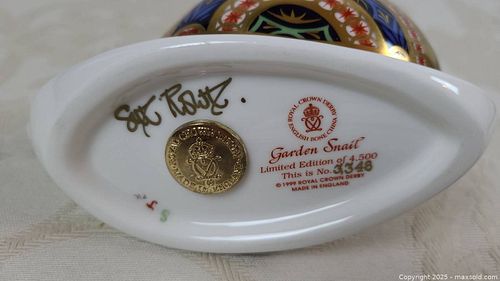 ROYAL CROWN DERBY
ENGLISH BONE CHINA
Garden Snail
Limited Edition of 4,500
This is No. 3348
© 1999 ROYAL CROWN DERBY
MADE IN ENGLAND
Copyright © 2025 - www.maxsold.com